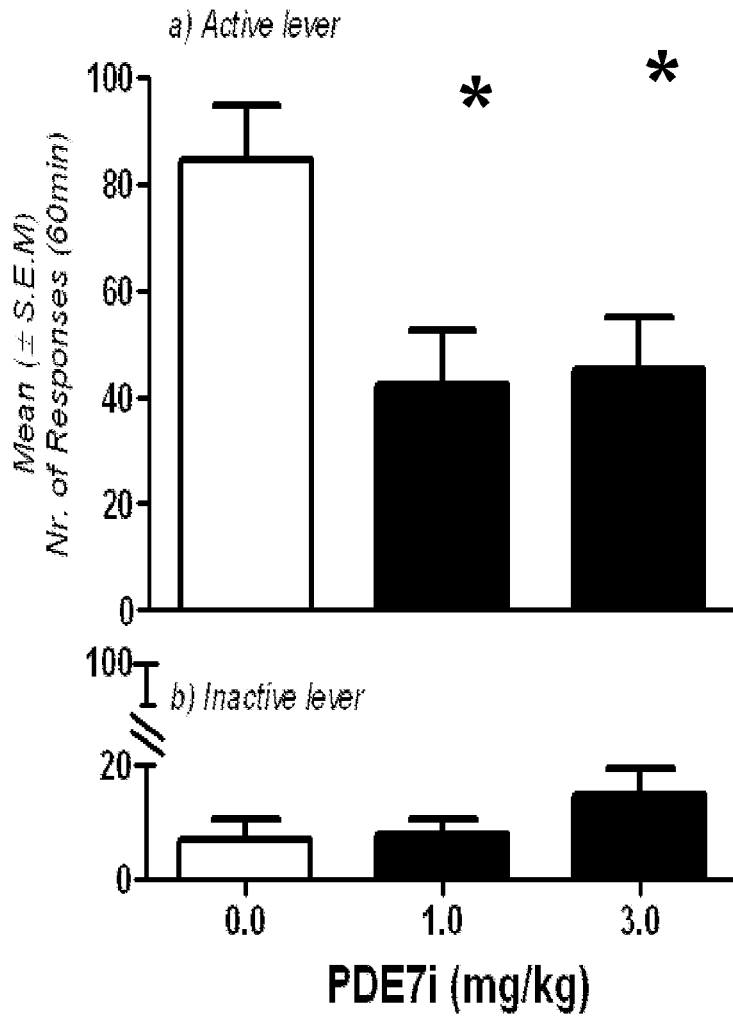 a) Active lever
Mean (± S.E.M)
Nr. of Responses (60min)
100
80
60
40
20
0
*
*
b) Inactive lever
100
20
0
0.0
1.0
3.0
PDE7i (mg/kg)